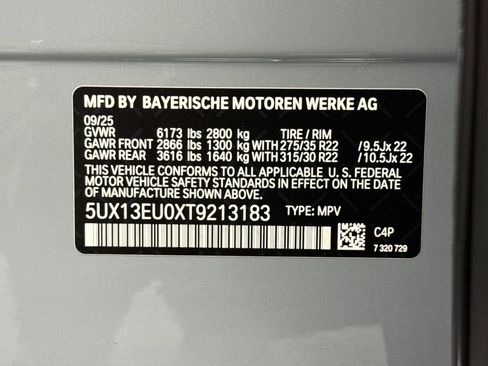 MFD BY BAYERISCHE MOTOREN WERKE AG
09/25
GVWR 6173 lbs 2800 kg TIRE / RIM
GAWR FRONT 2866 lbs 1300 kg WITH 275/35 R22 /9.5Jx 22
GAWR REAR 3616 lbs 1640 kg WITH 315/30 R22 /10.5Jx 22
THIS VEHICLE CONFORMS TO ALL APPLICABLE U. S. FEDERAL
MOTOR VEHICLE SAFETY STANDARDS IN EFFECT ON THE DATE
OF MANUFACTURE SHOWN ABOVE.
5UX13EU0XT9213183 TYPE: MPV
C4P
7 320 729